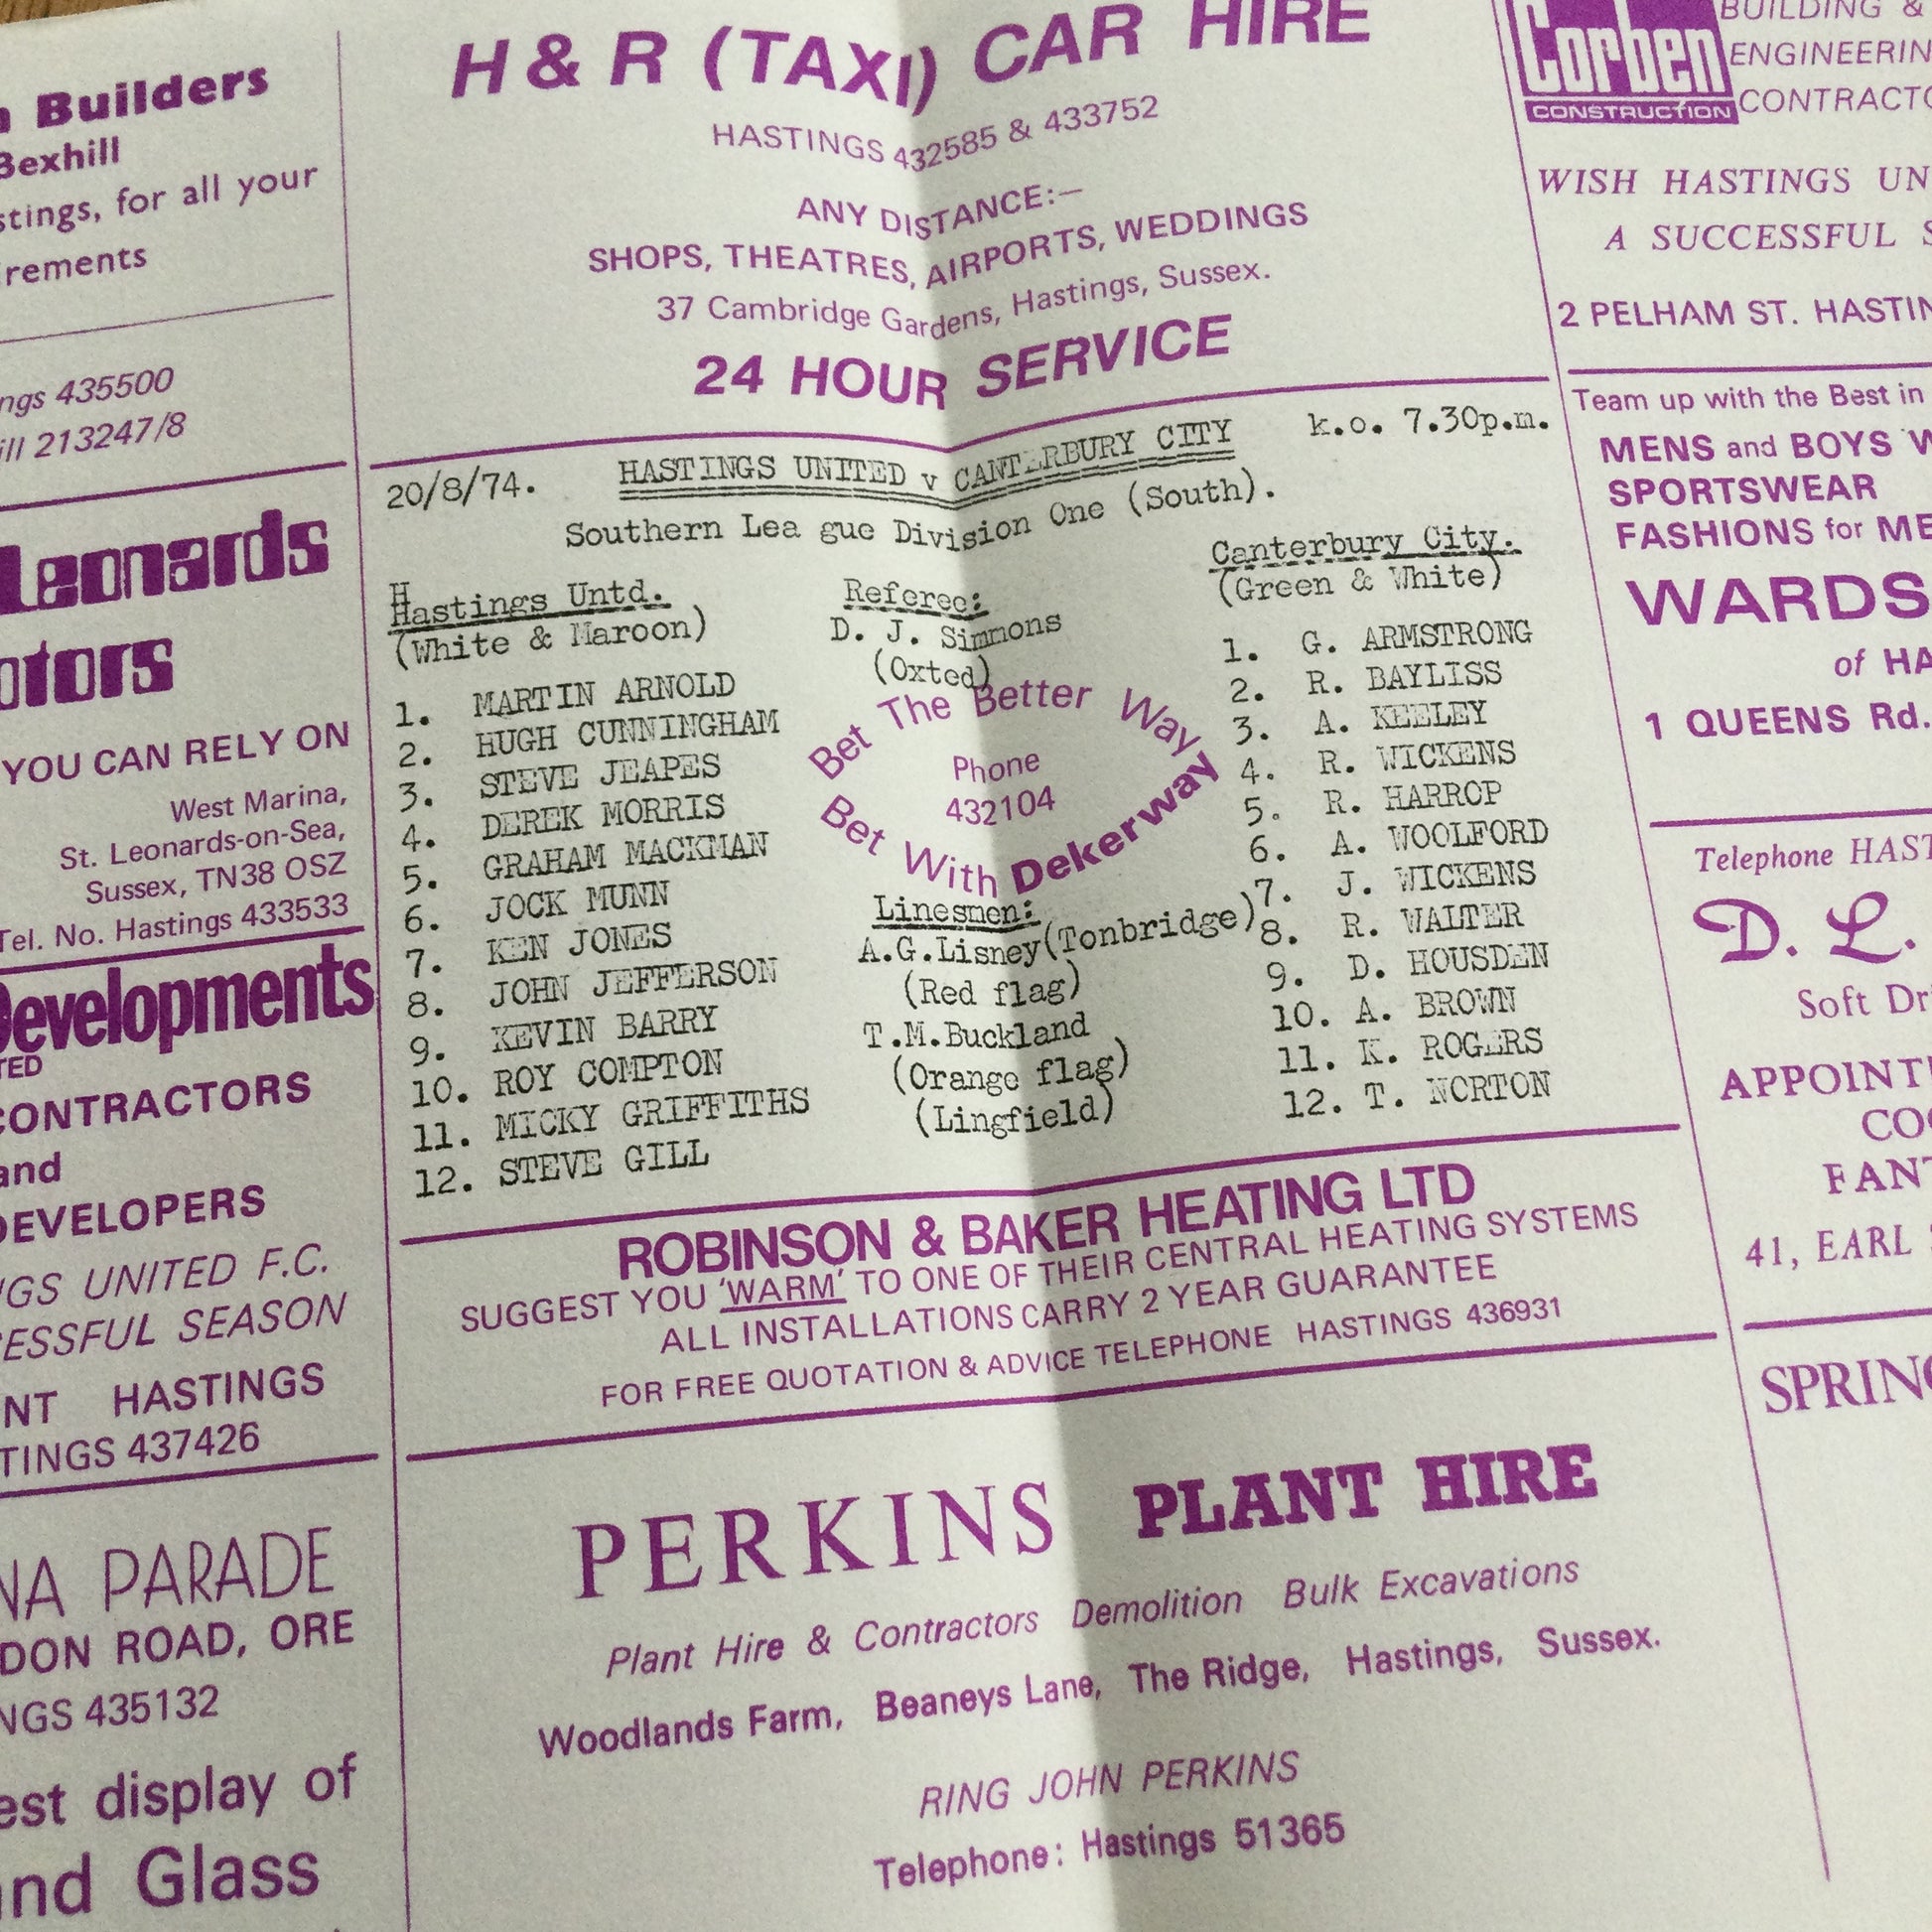 Builders
Bexhill
stings, for all your
rements
ngs 435500
ill 213247/8
Leonards
otors
YOU CAN RELY ON
West Marina,
St. Leonards-on-Sea,
Sussex, TN38 OSZ
Tel. No. Hastings 433533
Developments
TED
CONTRACTORS
and
DEVELOPERS
GS UNITED F.C.
ESSFUL SEASON
NT HASTINGS
TINGS 437426
NA PARADE
DON ROAD, ORE
NGS 435132
est display of
nd Glass
H & R (TAXI) CAR HIRE
HASTINGS 432585 & 433752
ANY DISTANCE:—
SHOPS, THEATRES, AIRPORTS, WEDDINGS
37 Cambridge Gardens, Hastings, Sussex.
24 HOUR SERVICE
20/8/74. HASTINGS UNITED v CANTERBURY CITY k.o. 7.30p.m.
Southern Lea gue Division One (South).
H
Hastings Untd.
(White & Maroon)
1. MARTIN ARNOLD
2. HUGH CUNNINGHAM
3. STEVE JEAPES
4. DEREK MORRIS
5. GRAHAM MACKMAN
6. JOCK MUNN
7. KEN JONES
8. JOHN JEFFERSON
9. KEVIN BARRY
10. ROY COMPTON
11. MICKY GRIFFITHS
12. STEVE GILL
Referee:
D. J. Simmons
(Oxted)
Bet The Better Way
Phone
432104
Bet With Dekerway
Linesmen:
A.G.Lisney(Tonbridge)
(Red flag)
T.M.Buckland
(Orange flag)
(Lingfield)
Canterbury City.
(Green & White)
1. G. ARMSTRONG
2. R. BAYLISS
3. A. KEELEY
4. R. WICKENS
5. R. HARROP
6. A. WOOLFORD
7. J. WICKENS
8. R. WALTER
9. D. HOUSDEN
10. A. BROWN
11. K. ROGERS
12. T. NORTON
ROBINSON & BAKER HEATING LTD
SUGGEST YOU 'WARM' TO ONE OF THEIR CENTRAL HEATING SYSTEMS
ALL INSTALLATIONS CARRY 2 YEAR GUARANTEE
FOR FREE QUOTATION & ADVICE TELEPHONE HASTINGS 436931
PERKINS PLANT HIRE
Plant Hire & Contractors Demolition Bulk Excavations
Woodlands Farm, Beaneys Lane, The Ridge, Hastings, Sussex.
RING JOHN PERKINS
Telephone: Hastings 51365
Corben
CONSTRUCTION
BUILDING &
ENGINEERIN
CONTRACTO
WISH HASTINGS UN
A SUCCESSFUL S
2 PELHAM ST. HASTIN
Team up with the Best in
MENS and BOYS W
SPORTSWEAR
FASHIONS for ME
WARDS
of HA
1 QUEENS Rd.
Telephone HAST
D. L.
Soft Dr
APPOINT
CO
FANT
41, EARL
SPRING